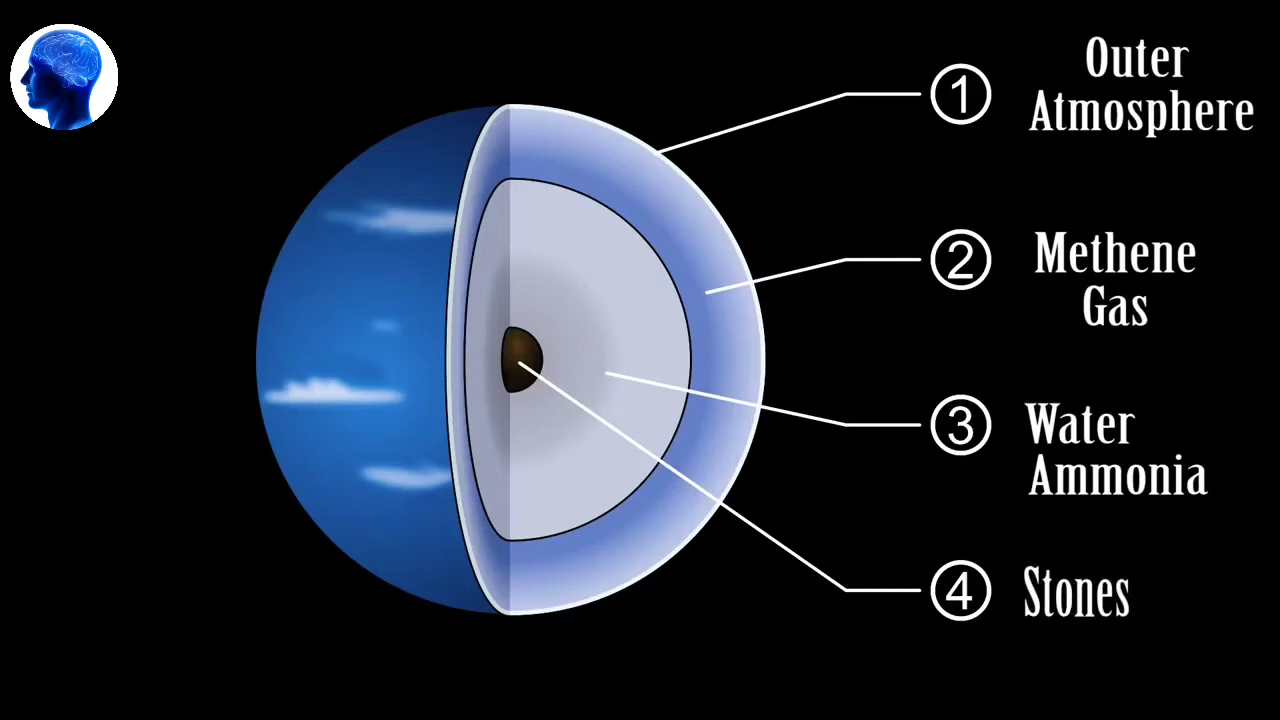 1 Outer
Atmosphere
2 Methene
Gas
3 Water
Ammonia
4 Stones